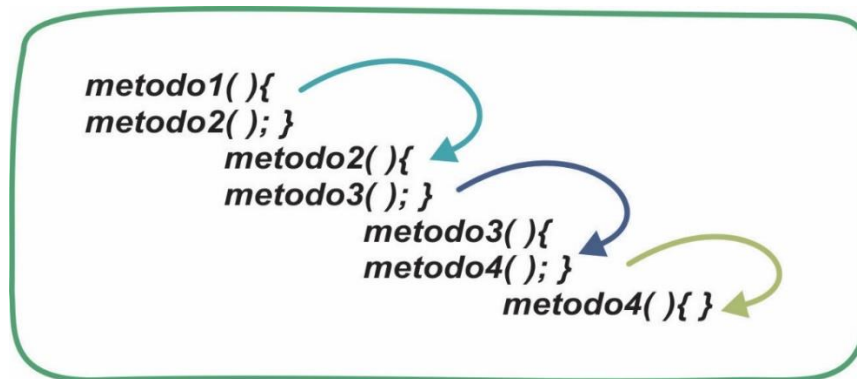 metodo1( ){
metodo2( ); }
metodo2( ){
metodo3( ); }
metodo3( ){
metodo4( ); }
metodo4( ){ }